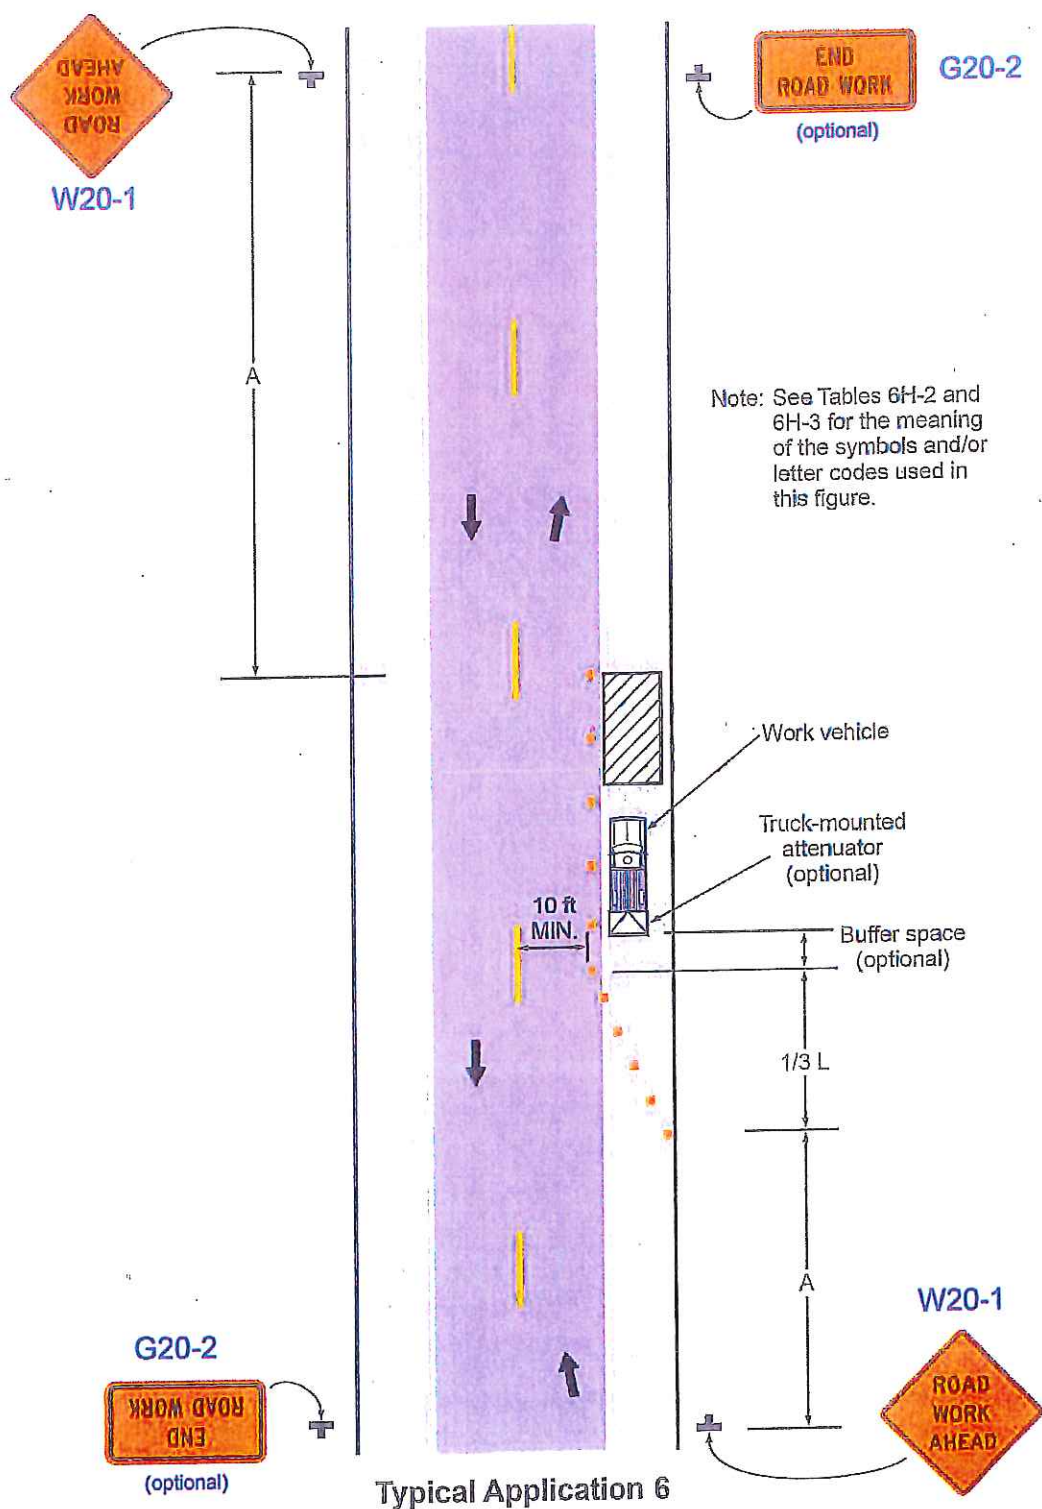 ROAD
WORK
AHEAD
W20-1
END
ROAD WORK
(optional)
G20-2
A
Note: See Tables 6H-2 and
6H-3 for the meaning
of the symbols and/or
letter codes used in
this figure.
Work vehicle
Truck-mounted
attenuator
(optional)
10 ft
MIN.
Buffer space
(optional)
1/3 L
A
W20-1
ROAD
WORK
AHEAD
G20-2
END
ROAD WORK
(optional)
Typical Application 6